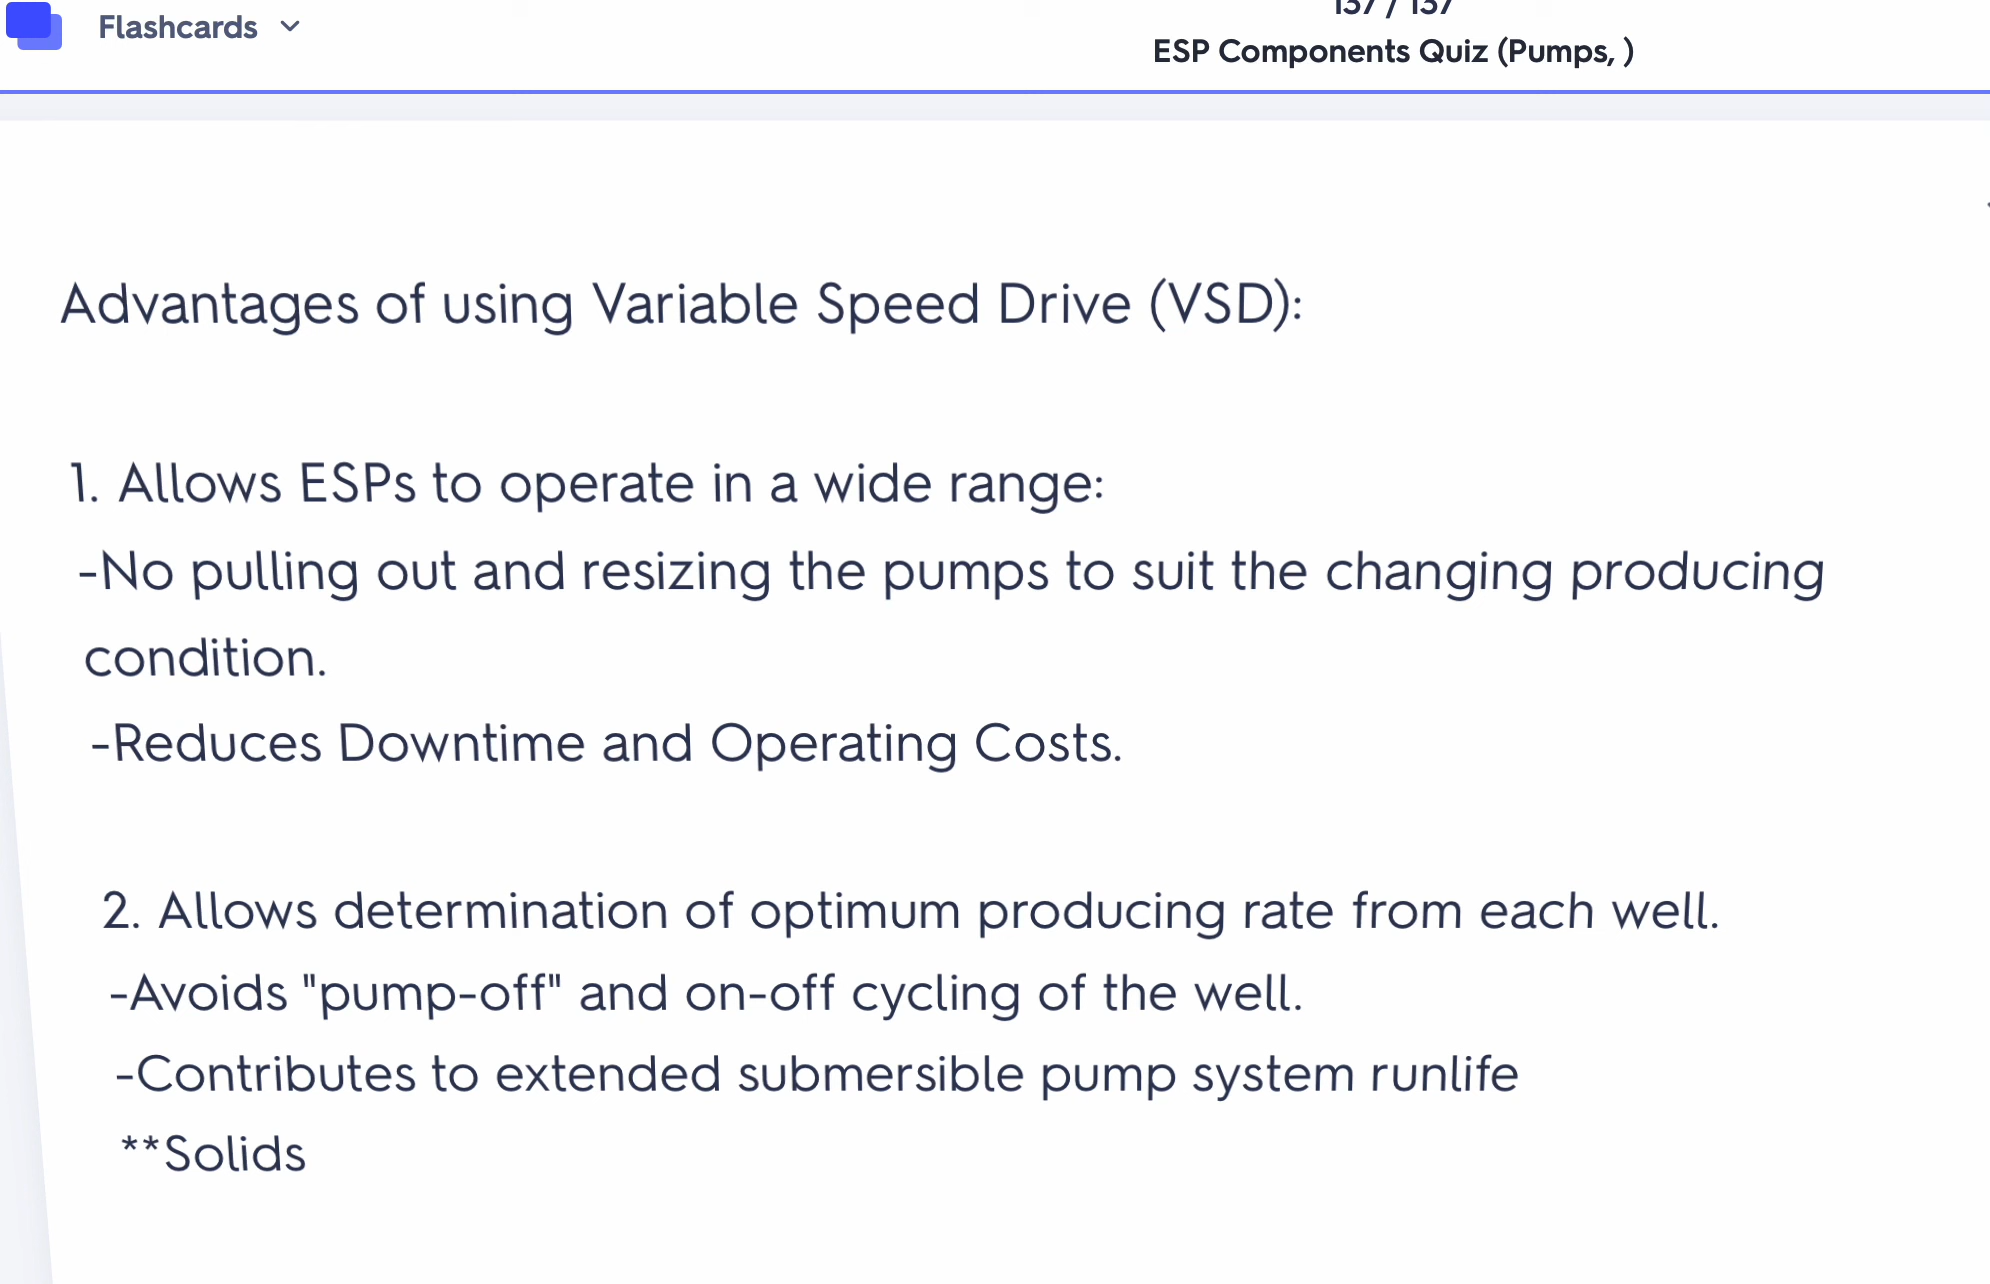 Flashcards
137 / 137
ESP Components Quiz (Pumps, )
Advantages of using Variable Speed Drive (VSD):
1. Allows ESPs to operate in a wide range:
-No pulling out and resizing the pumps to suit the changing producing
condition.
-Reduces Downtime and Operating Costs.
2. Allows determination of optimum producing rate from each well.
-Avoids "pump-off" and on-off cycling of the well.
-Contributes to extended submersible pump system runlife
**Solids